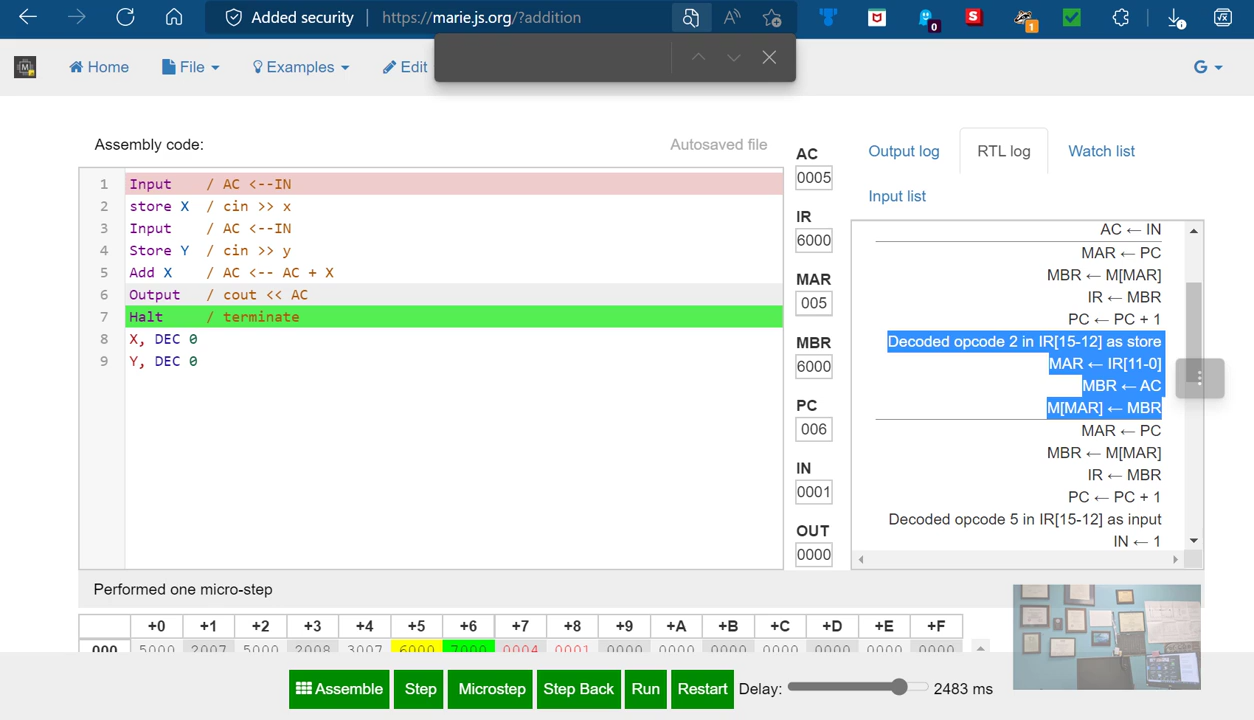 Added security | https://marie.js.org/?addition
0 S 1
M Home File Examples Edit G
Assembly code: Autosaved file
1 Input / AC <--IN
2 store X / cin >> x
3 Input / AC <--IN
4 Store Y / cin >> y
5 Add X / AC <-- AC + X
6 Output / cout << AC
7 Halt / terminate
8 X, DEC 0
9 Y, DEC 0
AC
0005
IR
6000
MAR
005
MBR
6000
PC
006
IN
0001
OUT
0000
Output log RTL log Watch list
Input list
AC ← IN
MAR ← PC
MBR ← M[MAR]
IR ← MBR
PC ← PC + 1
Decoded opcode 2 in IR[15-12] as store
MAR ← IR[11-0]
MBR ← AC
M[MAR] ← MBR
MAR ← PC
MBR ← M[MAR]
IR ← MBR
PC ← PC + 1
Decoded opcode 5 in IR[15-12] as input
IN ← 1
Performed one micro-step
+0 +1 +2 +3 +4 +5 +6 +7 +8 +9 +A +B +C +D +E +F
000 5000 2007 5000 2008 3007 6000 7000 0004 0001 0000 0000 0000 0000 0000 0000 0000
Assemble Step Microstep Step Back Run Restart Delay: 2483 ms